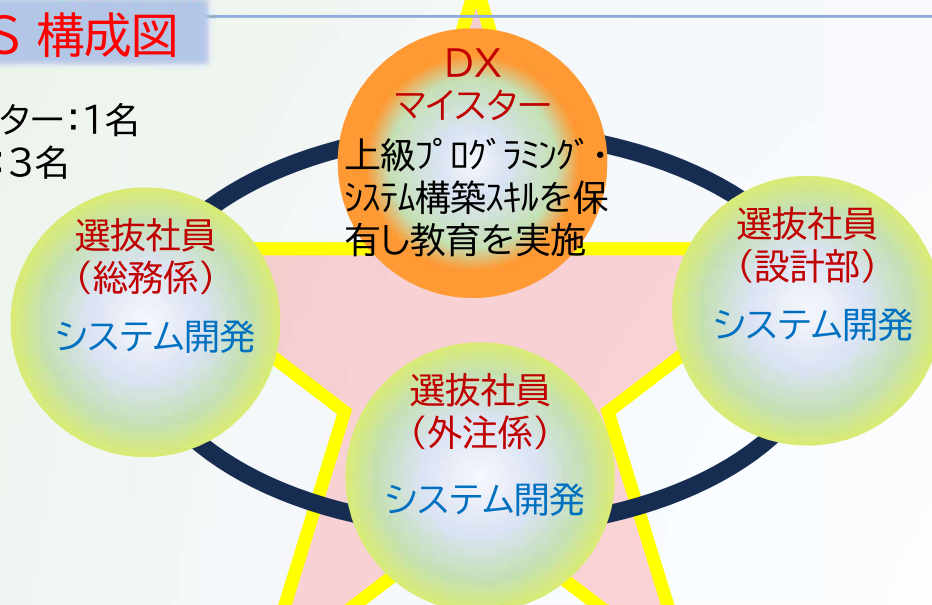 S 構成図
ター：1名
：3名
DX
マイスター
上級ﾌﾟﾛｸﾞﾗﾐﾝｸﾞ・
ｼｽﾃﾑ構築ｽｷﾙを保
有し教育を実施
選抜社員
（総務係）
システム開発
選抜社員
（設計部）
システム開発
選抜社員
（外注係）
システム開発